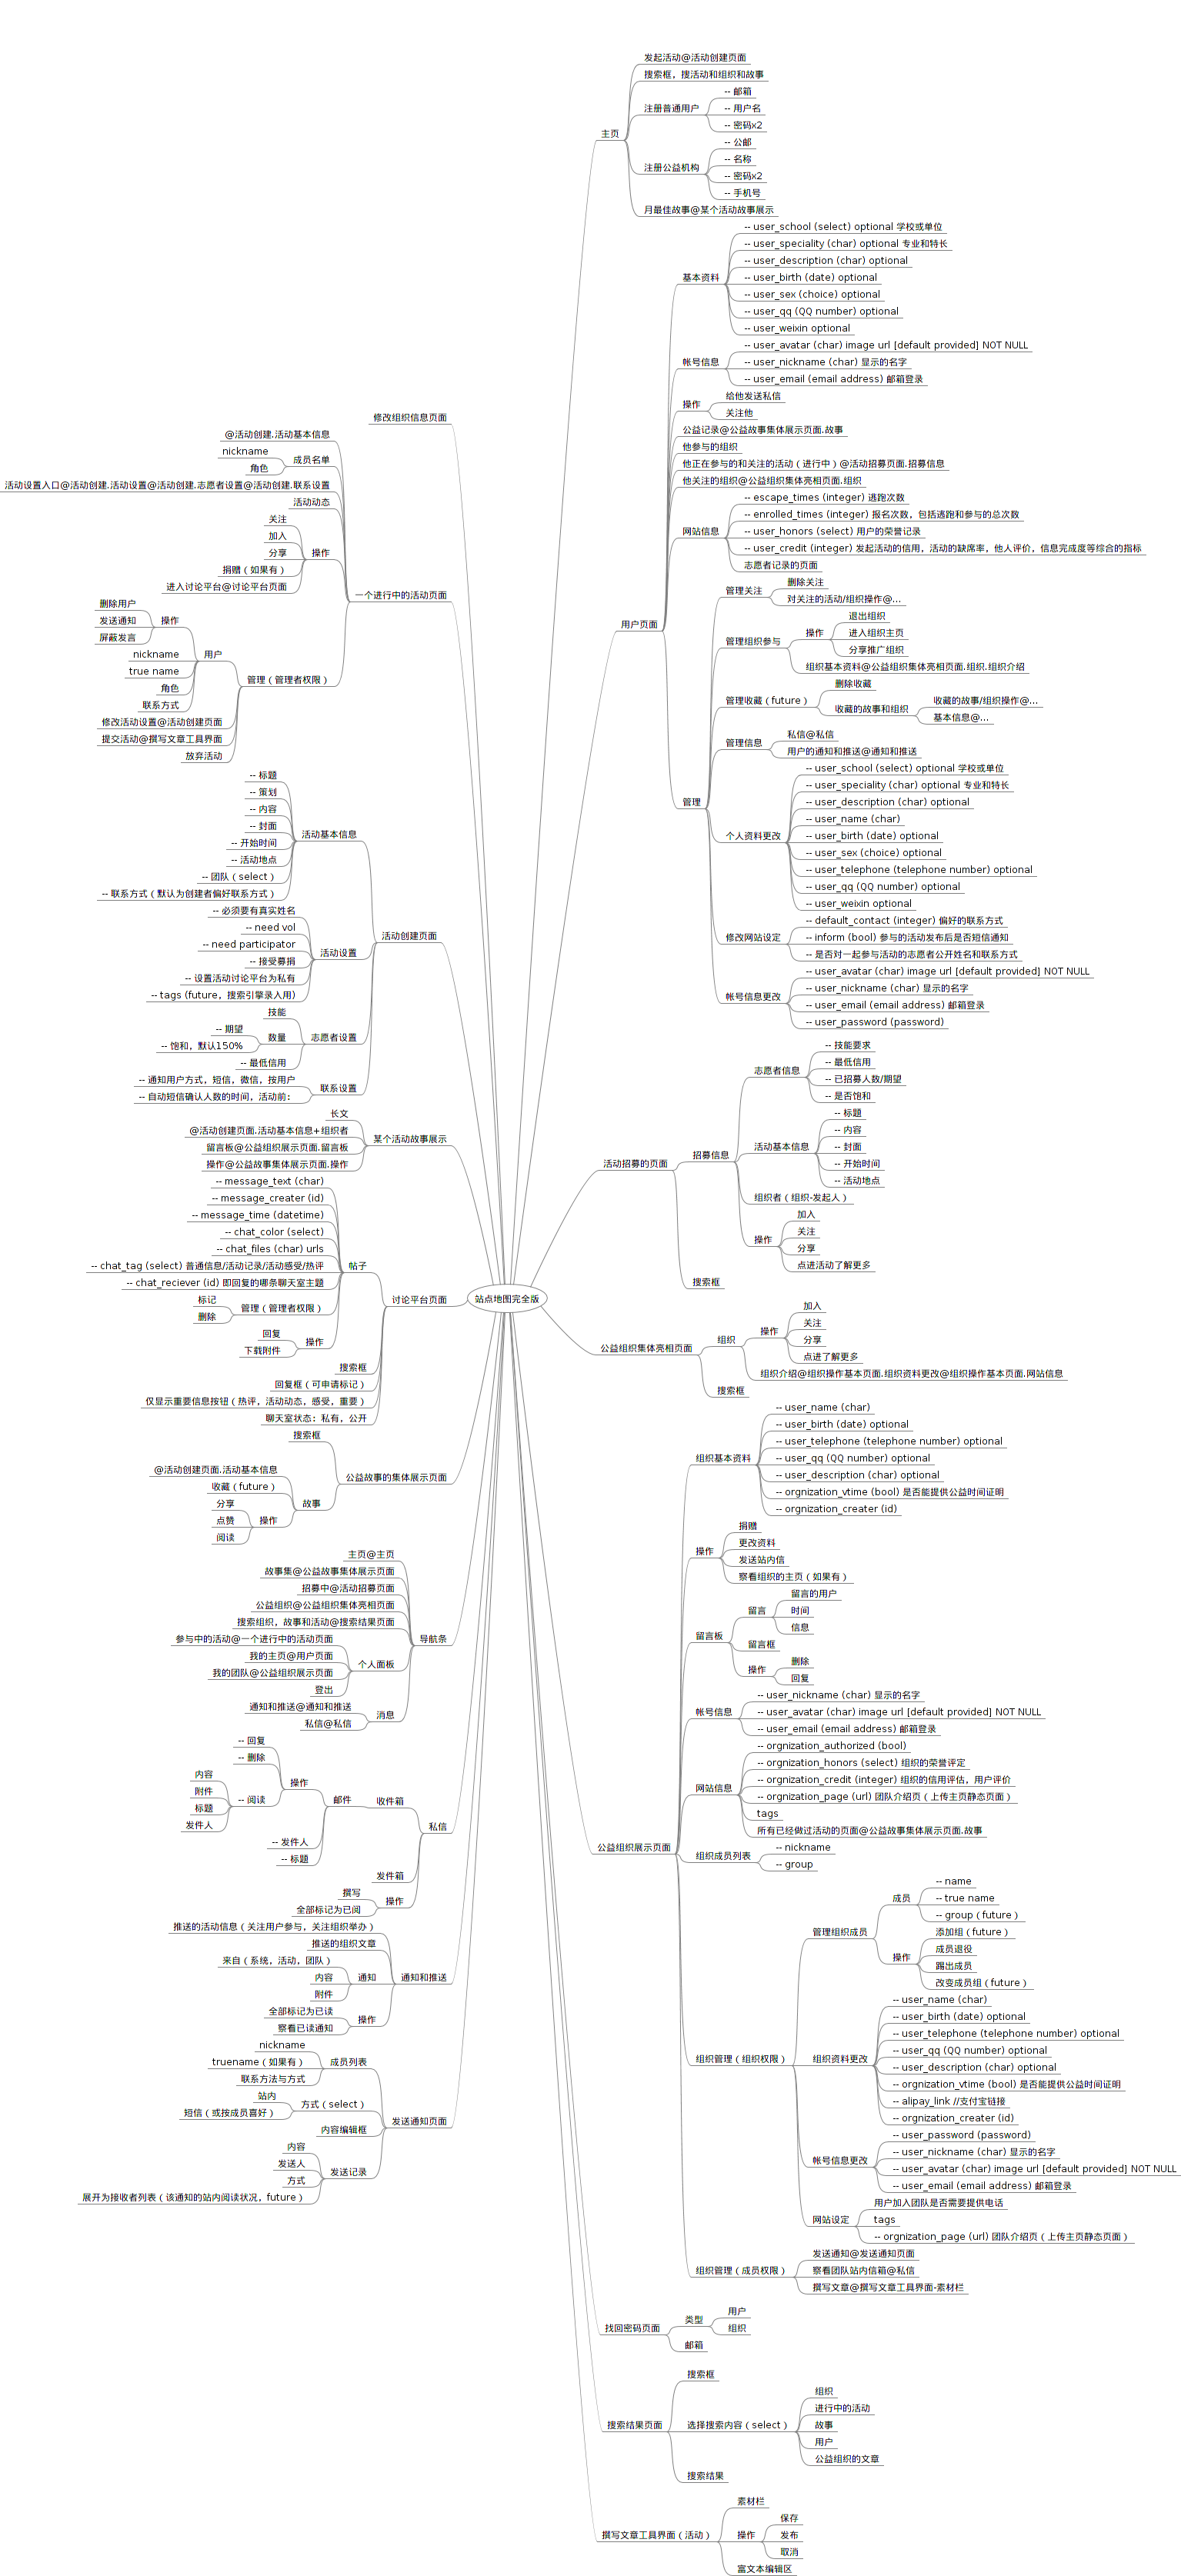 站点地图完全版
主页
发起活动@活动创建页面
搜索框，搜活动和组织和故事
注册普通用户
-- 邮箱
-- 用户名
-- 密码x2
注册公益机构
-- 公邮
-- 名称
-- 密码x2
-- 手机号
月最佳故事@某个活动故事展示
用户页面
基本资料
-- user_school (select) optional 学校或单位
-- user_speciality (char) optional 专业和特长
-- user_description (char) optional
-- user_birth (date) optional
-- user_sex (choice) optional
-- user_qq (QQ number) optional
-- user_weixin optional
帐号信息
-- user_avatar (char) image url [default provided] NOT NULL
-- user_nickname (char) 显示的名字
-- user_email (email address) 邮箱登录
操作
给他发送私信
关注他
公益记录@公益故事集体展示页面.故事
他参与的组织
他正在参与的和关注的活动（进行中）@活动招募页面.招募信息
他关注的组织@公益组织集体亮相页面.组织
网站信息
-- escape_times (integer) 逃跑次数
-- enrolled_times (integer) 报名次数，包括逃跑和参与的总次数
-- user_honors (select) 用户的荣誉记录
-- user_credit (integer) 发起活动的信用，活动的缺席率，他人评价，信息完成度等综合的指标
志愿者记录的页面
管理
管理关注
删除关注
对关注的活动/组织操作@...
管理组织参与
操作
退出组织
进入组织主页
分享推广组织
组织基本资料@公益组织集体亮相页面.组织.组织介绍
管理收藏（future）
删除收藏
收藏的故事和组织
收藏的故事/组织操作@...
基本信息@...
管理信息
私信@私信
用户的通知和推送@通知和推送
个人资料更改
-- user_school (select) optional 学校或单位
-- user_speciality (char) optional 专业和特长
-- user_description (char) optional
-- user_name (char)
-- user_birth (date) optional
-- user_sex (choice) optional
-- user_telephone (telephone number) optional
-- user_qq (QQ number) optional
-- user_weixin optional
修改网站设定
-- default_contact (integer) 偏好的联系方式
-- inform (bool) 参与的活动发布后是否短信通知
-- 是否对一起参与活动的志愿者公开姓名和联系方式
帐号信息更改
-- user_avatar (char) image url [default provided] NOT NULL
-- user_nickname (char) 显示的名字
-- user_email (email address) 邮箱登录
-- user_password (password)
活动招募的页面
招募信息
志愿者信息
-- 技能要求
-- 最低信用
-- 已招募人数/期望
-- 是否饱和
活动基本信息
-- 标题
-- 内容
-- 封面
-- 开始时间
-- 活动地点
组织者（组织-发起人）
操作
加入
关注
分享
点进活动了解更多
搜索框
公益组织集体亮相页面
组织
操作
加入
关注
分享
点进了解更多
组织介绍@组织操作基本页面.组织资料更改@组织操作基本页面.网站信息
搜索框
公益组织展示页面
组织基本资料
-- user_name (char)
-- user_birth (date) optional
-- user_telephone (telephone number) optional
-- user_qq (QQ number) optional
-- user_description (char) optional
-- orgnization_vtime (bool) 是否能提供公益时间证明
-- orgnization_creater (id)
操作
捐赠
更改资料
发送站内信
察看组织的主页（如果有）
留言板
留言
留言的用户
时间
信息
留言框
操作
删除
回复
帐号信息
-- user_nickname (char) 显示的名字
-- user_avatar (char) image url [default provided] NOT NULL
-- user_email (email address) 邮箱登录
网站信息
-- orgnization_authorized (bool)
-- orgnization_honors (select) 组织的荣誉评定
-- orgnization_credit (integer) 组织的信用评估，用户评价
-- orgnization_page (url) 团队介绍页（上传主页静态页面）
tags
所有已经做过活动的页面@公益故事集体展示页面.故事
组织成员列表
-- nickname
-- group
组织管理（组织权限）
管理组织成员
成员
-- name
-- true name
-- group（future）
操作
添加组（future）
成员退役
踢出成员
改变成员组（future）
组织资料更改
-- user_name (char)
-- user_birth (date) optional
-- user_telephone (telephone number) optional
-- user_qq (QQ number) optional
-- user_description (char) optional
-- orgnization_vtime (bool) 是否能提供公益时间证明
-- alipay_link //支付宝链接
-- orgnization_creater (id)
帐号信息更改
-- user_password (password)
-- user_nickname (char) 显示的名字
-- user_avatar (char) image url [default provided] NOT NULL
-- user_email (email address) 邮箱登录
网站设定
用户加入团队是否需要提供电话
tags
-- orgnization_page (url) 团队介绍页（上传主页静态页面）
组织管理（成员权限）
发送通知@发送通知页面
察看团队站内信箱@私信
撰写文章@撰写文章工具界面-素材栏
找回密码页面
类型
用户
组织
邮箱
搜索结果页面
搜索框
选择搜索内容（select）
组织
进行中的活动
故事
用户
公益组织的文章
搜索结果
撰写文章工具界面（活动）
素材栏
操作
保存
发布
取消
富文本编辑区
修改组织信息页面
一个进行中的活动页面
@活动创建.活动基本信息
成员名单
nickname
角色
活动设置入口@活动创建.活动设置@活动创建.志愿者设置@活动创建.联系设置
活动动态
操作
关注
加入
分享
捐赠（如果有）
进入讨论平台@讨论平台页面
管理（管理者权限）
用户
操作
删除用户
发送通知
屏蔽发言
nickname
true name
角色
联系方式
修改活动设置@活动创建页面
提交活动@撰写文章工具界面
放弃活动
活动创建页面
活动基本信息
-- 标题
-- 策划
-- 内容
-- 封面
-- 开始时间
-- 活动地点
-- 团队（select）
-- 联系方式（默认为创建者偏好联系方式）
活动设置
-- 必须要有真实姓名
-- need vol
-- need participator
-- 接受募捐
-- 设置活动讨论平台为私有
-- tags (future，搜索引擎录入用)
志愿者设置
技能
数量
-- 期望
-- 饱和，默认150%
-- 最低信用
联系设置
-- 通知用户方式，短信，微信，按用户
-- 自动短信确认人数的时间，活动前：
某个活动故事展示
长文
@活动创建页面.活动基本信息+组织者
留言板@公益组织展示页面.留言板
操作@公益故事集体展示页面.操作
讨论平台页面
帖子
-- message_text (char)
-- message_creater (id)
-- message_time (datetime)
-- chat_color (select)
-- chat_files (char) urls
-- chat_tag (select) 普通信息/活动记录/活动感受/热评
-- chat_reciever (id) 即回复的哪条聊天室主题
管理（管理者权限）
标记
删除
操作
回复
下载附件
搜索框
回复框（可申请标记）
仅显示重要信息按钮（热评，活动动态，感受，重要）
聊天室状态：私有，公开
公益故事的集体展示页面
搜索框
故事
@活动创建页面.活动基本信息
收藏（future）
操作
分享
点赞
阅读
导航条
主页@主页
故事集@公益故事集体展示页面
招募中@活动招募页面
公益组织@公益组织集体亮相页面
搜索组织，故事和活动@搜索结果页面
个人面板
参与中的活动@一个进行中的活动页面
我的主页@用户页面
我的团队@公益组织展示页面
登出
消息
通知和推送@通知和推送
私信@私信
私信
收件箱
邮件
操作
-- 回复
-- 删除
-- 阅读
内容
附件
标题
发件人
-- 发件人
-- 标题
发件箱
操作
撰写
全部标记为已阅
通知和推送
推送的活动信息（关注用户参与，关注组织举办）
推送的组织文章
通知
来自（系统，活动，团队）
内容
附件
操作
全部标记为已读
察看已读通知
发送通知页面
成员列表
nickname
truename（如果有）
联系方法与方式
方式（select）
站内
短信（或按成员喜好）
内容编辑框
发送记录
内容
发送人
方式
展开为接收者列表（该通知的站内阅读状况，future）